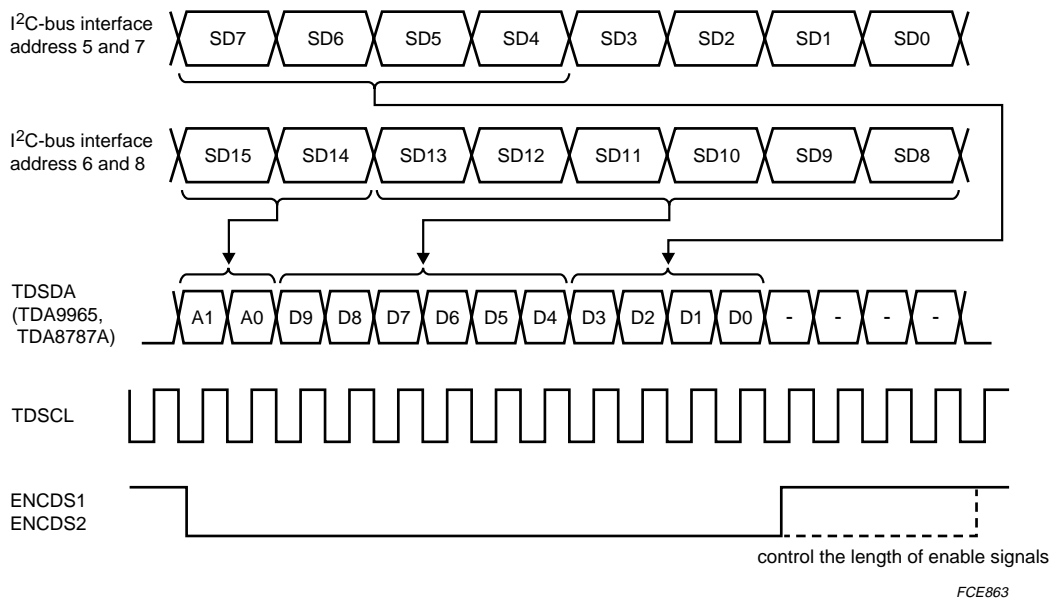 I²C-bus interface
address 5 and 7
SD7 SD6 SD5 SD4 SD3 SD2 SD1 SD0
I²C-bus interface
address 6 and 8
SD15 SD14 SD13 SD12 SD11 SD10 SD9 SD8
TDSDA
(TDA9965,
TDA8787A)
A1 A0 D9 D8 D7 D6 D5 D4 D3 D2 D1 D0 - - - -
TDSCL
ENCDS1
ENCDS2
control the length of enable signals
FCE863